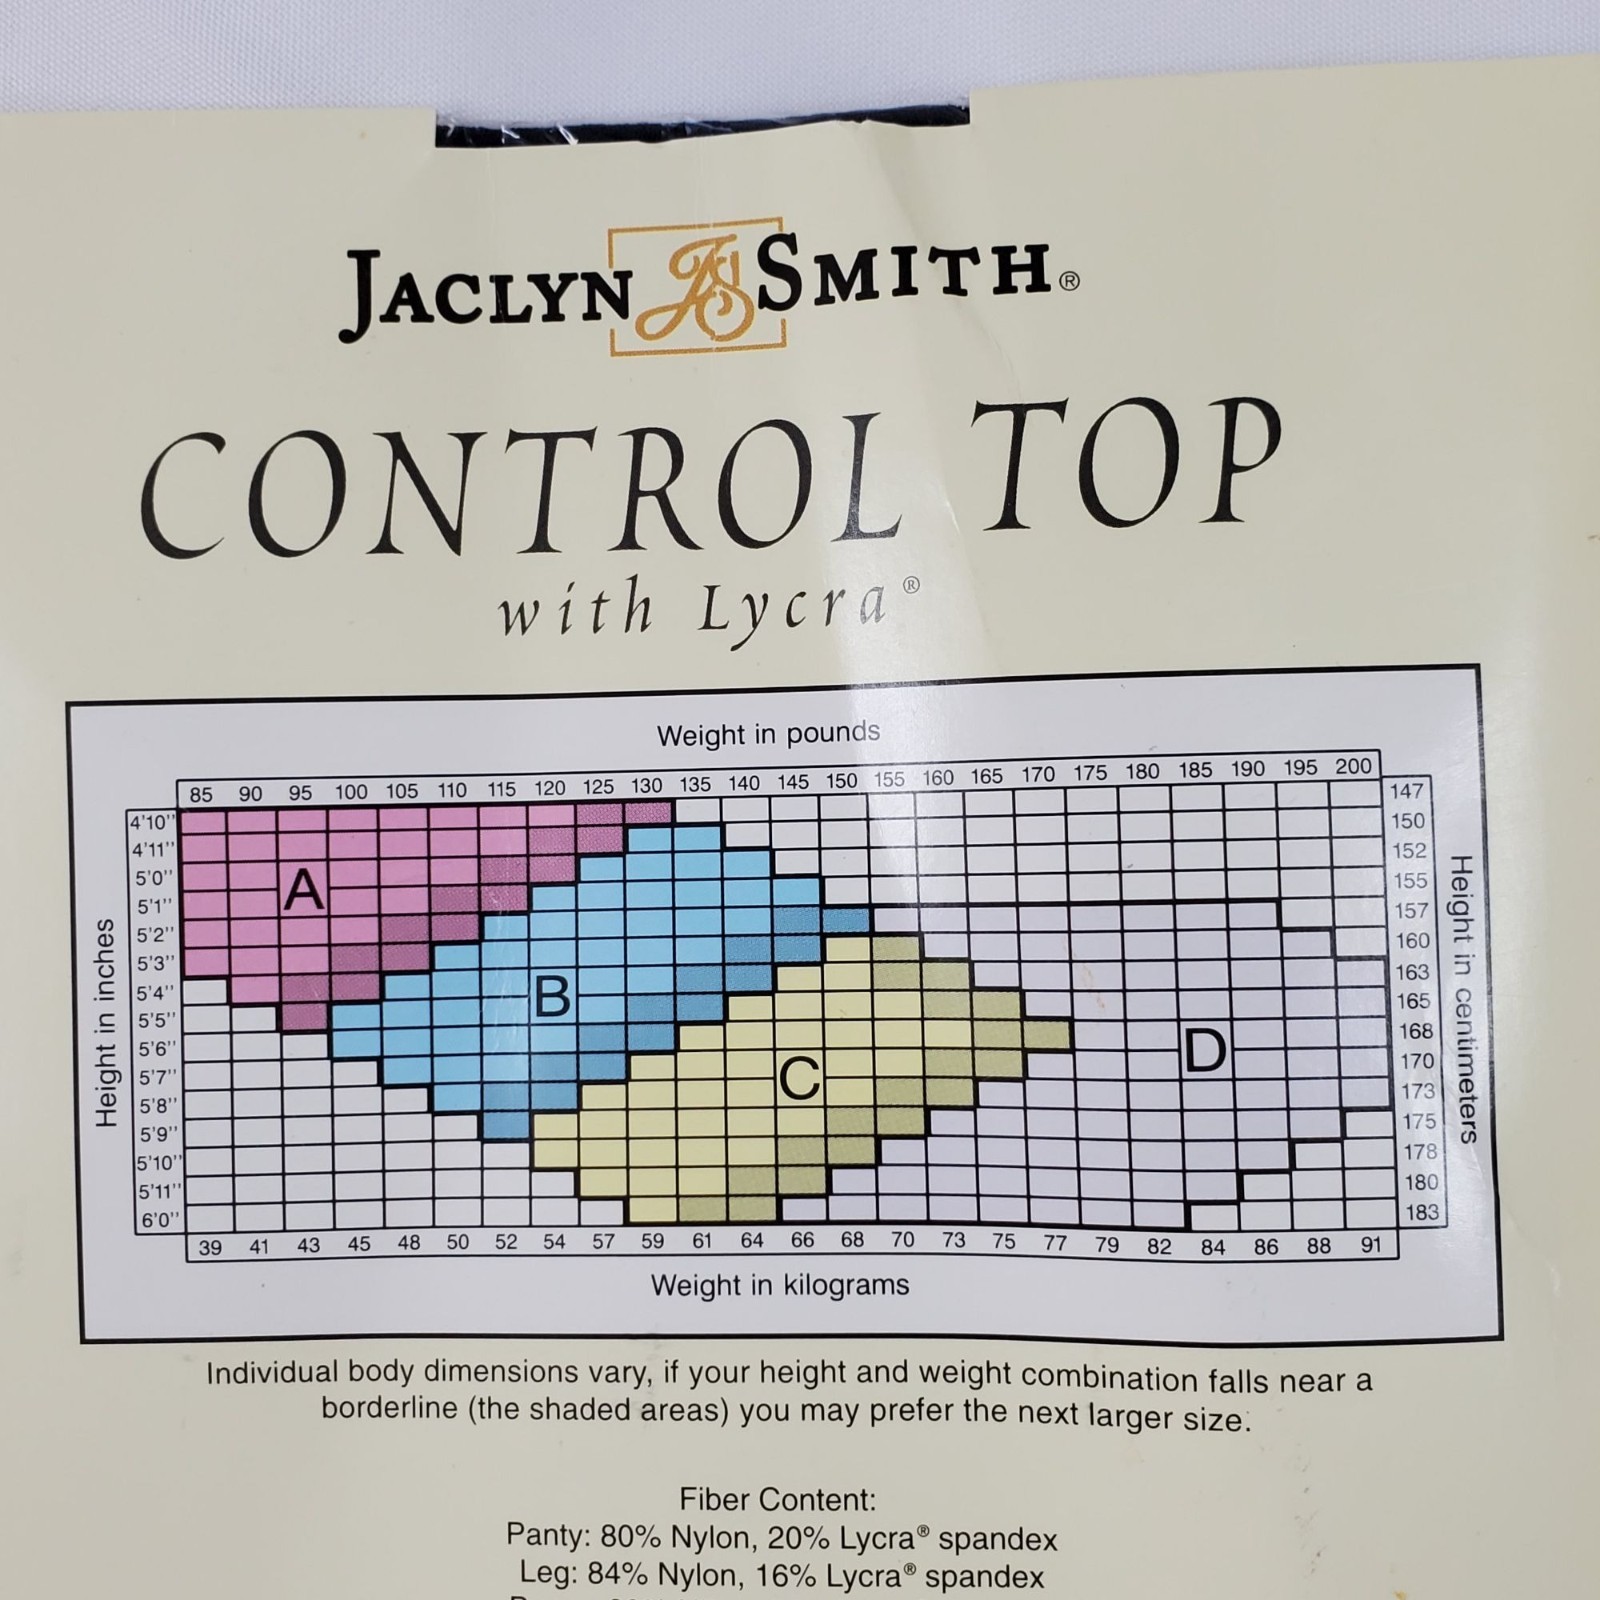 JACLYN JS SMITH®
CONTROL TOP
with Lycra®
Weight in pounds
85 90 95 100 105 110 115 120 125 130 135 140 145 150 155 160 165 170 175 180 185 190 195 200
Height in inches
4'10"
4'11"
5'0"
5'1"
5'2"
5'3"
5'4"
5'5"
5'6"
5'7"
5'8"
5'9"
5'10"
5'11"
6'0"
A
B
C
D
147
150
152
155
157
160
163
165
168
170
173
175
178
180
183
Height in centimeters
39 41 43 45 48 50 52 54 57 59 61 64 66 68 70 73 75 77 79 82 84 86 88 91
Weight in kilograms
Individual body dimensions vary, if your height and weight combination falls near a
borderline (the shaded areas) you may prefer the next larger size.
Fiber Content:
Panty: 80% Nylon, 20% Lycra® spandex
Leg: 84% Nylon, 16% Lycra® spandex